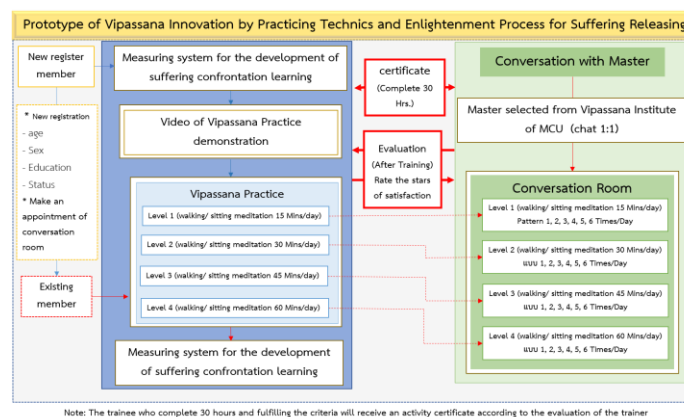 Prototype of Vipassana Innovation by Practicing Technics and Enlightenment Process for Suffering Releasing
New register
member
* New registration
- age
- Sex
- Education
- Status
* Make an
appointment of
conversation
room
Existing
member
Measuring system for the development of
suffering confrontation learning
Video of Vipassana Practice
demonstration
Vipassana Practice
Level 1 (walking/ sitting meditation 15 Mins/day)
Level 2 (walking/ sitting meditation 30 Mins/day)
Level 3 (walking/ sitting meditation 45 Mins/day)
Level 4 (walking/ sitting meditation 60 Mins/day)
Measuring system for the development
of suffering confrontation learning
certificate
(Complete 30
Hrs.)
Evaluation
(After Training)
Rate the stars
of satisfaction
Conversation with Master
Master selected from Vipassana Institute
of MCU (chat 1:1)
Conversation Room
Level 1 (walking/ sitting meditation 15 Mins/day)
Pattern 1, 2, 3, 4, 5, 6 Times/Day
Level 2 (walking/ sitting meditation 30 Mins/day)
แบบ 1, 2, 3, 4, 5, 6 Times/Day
Level 3 (walking/ sitting meditation 45 Mins/day)
แบบ 1, 2, 3, 4, 5, 6 Times/Day
Level 4 (walking/ sitting meditation 60 Mins/day)
แบบ 1, 2, 3, 4, 5, 6 Times/Day
Note: The trainee who complete 30 hours and fulfilling the criteria will receive an activity certificate according to the evaluation of the trainer